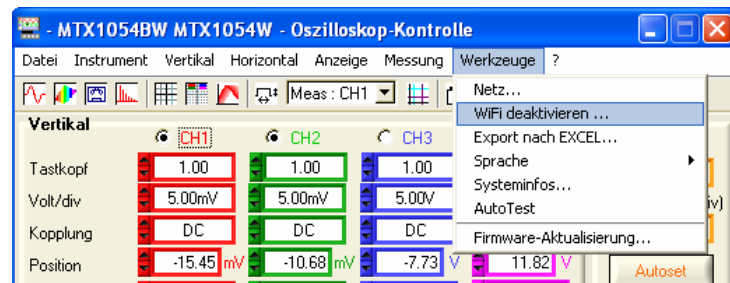 - MTX1054BW MTX1054W - Oszilloskop-Kontrolle
Datei Instrument Vertikal Horizontal Anzeige Messung Werkzeuge ?
Meas : CH1
Netz...
WiFi deaktivieren ...
Export nach EXCEL...
Sprache
Systeminfos...
AutoTest
Firmware-Aktualisierung...
Vertikal
CH1 CH2 CH3
Tastkopf 1.00 1.00 1.00
Volt/div 5.00mV 5.00mV 5.00V iv)
Kopplung DC DC DC
Position -15.45 mV -10.68 mV -7.73 V 11.82 V
Autoset